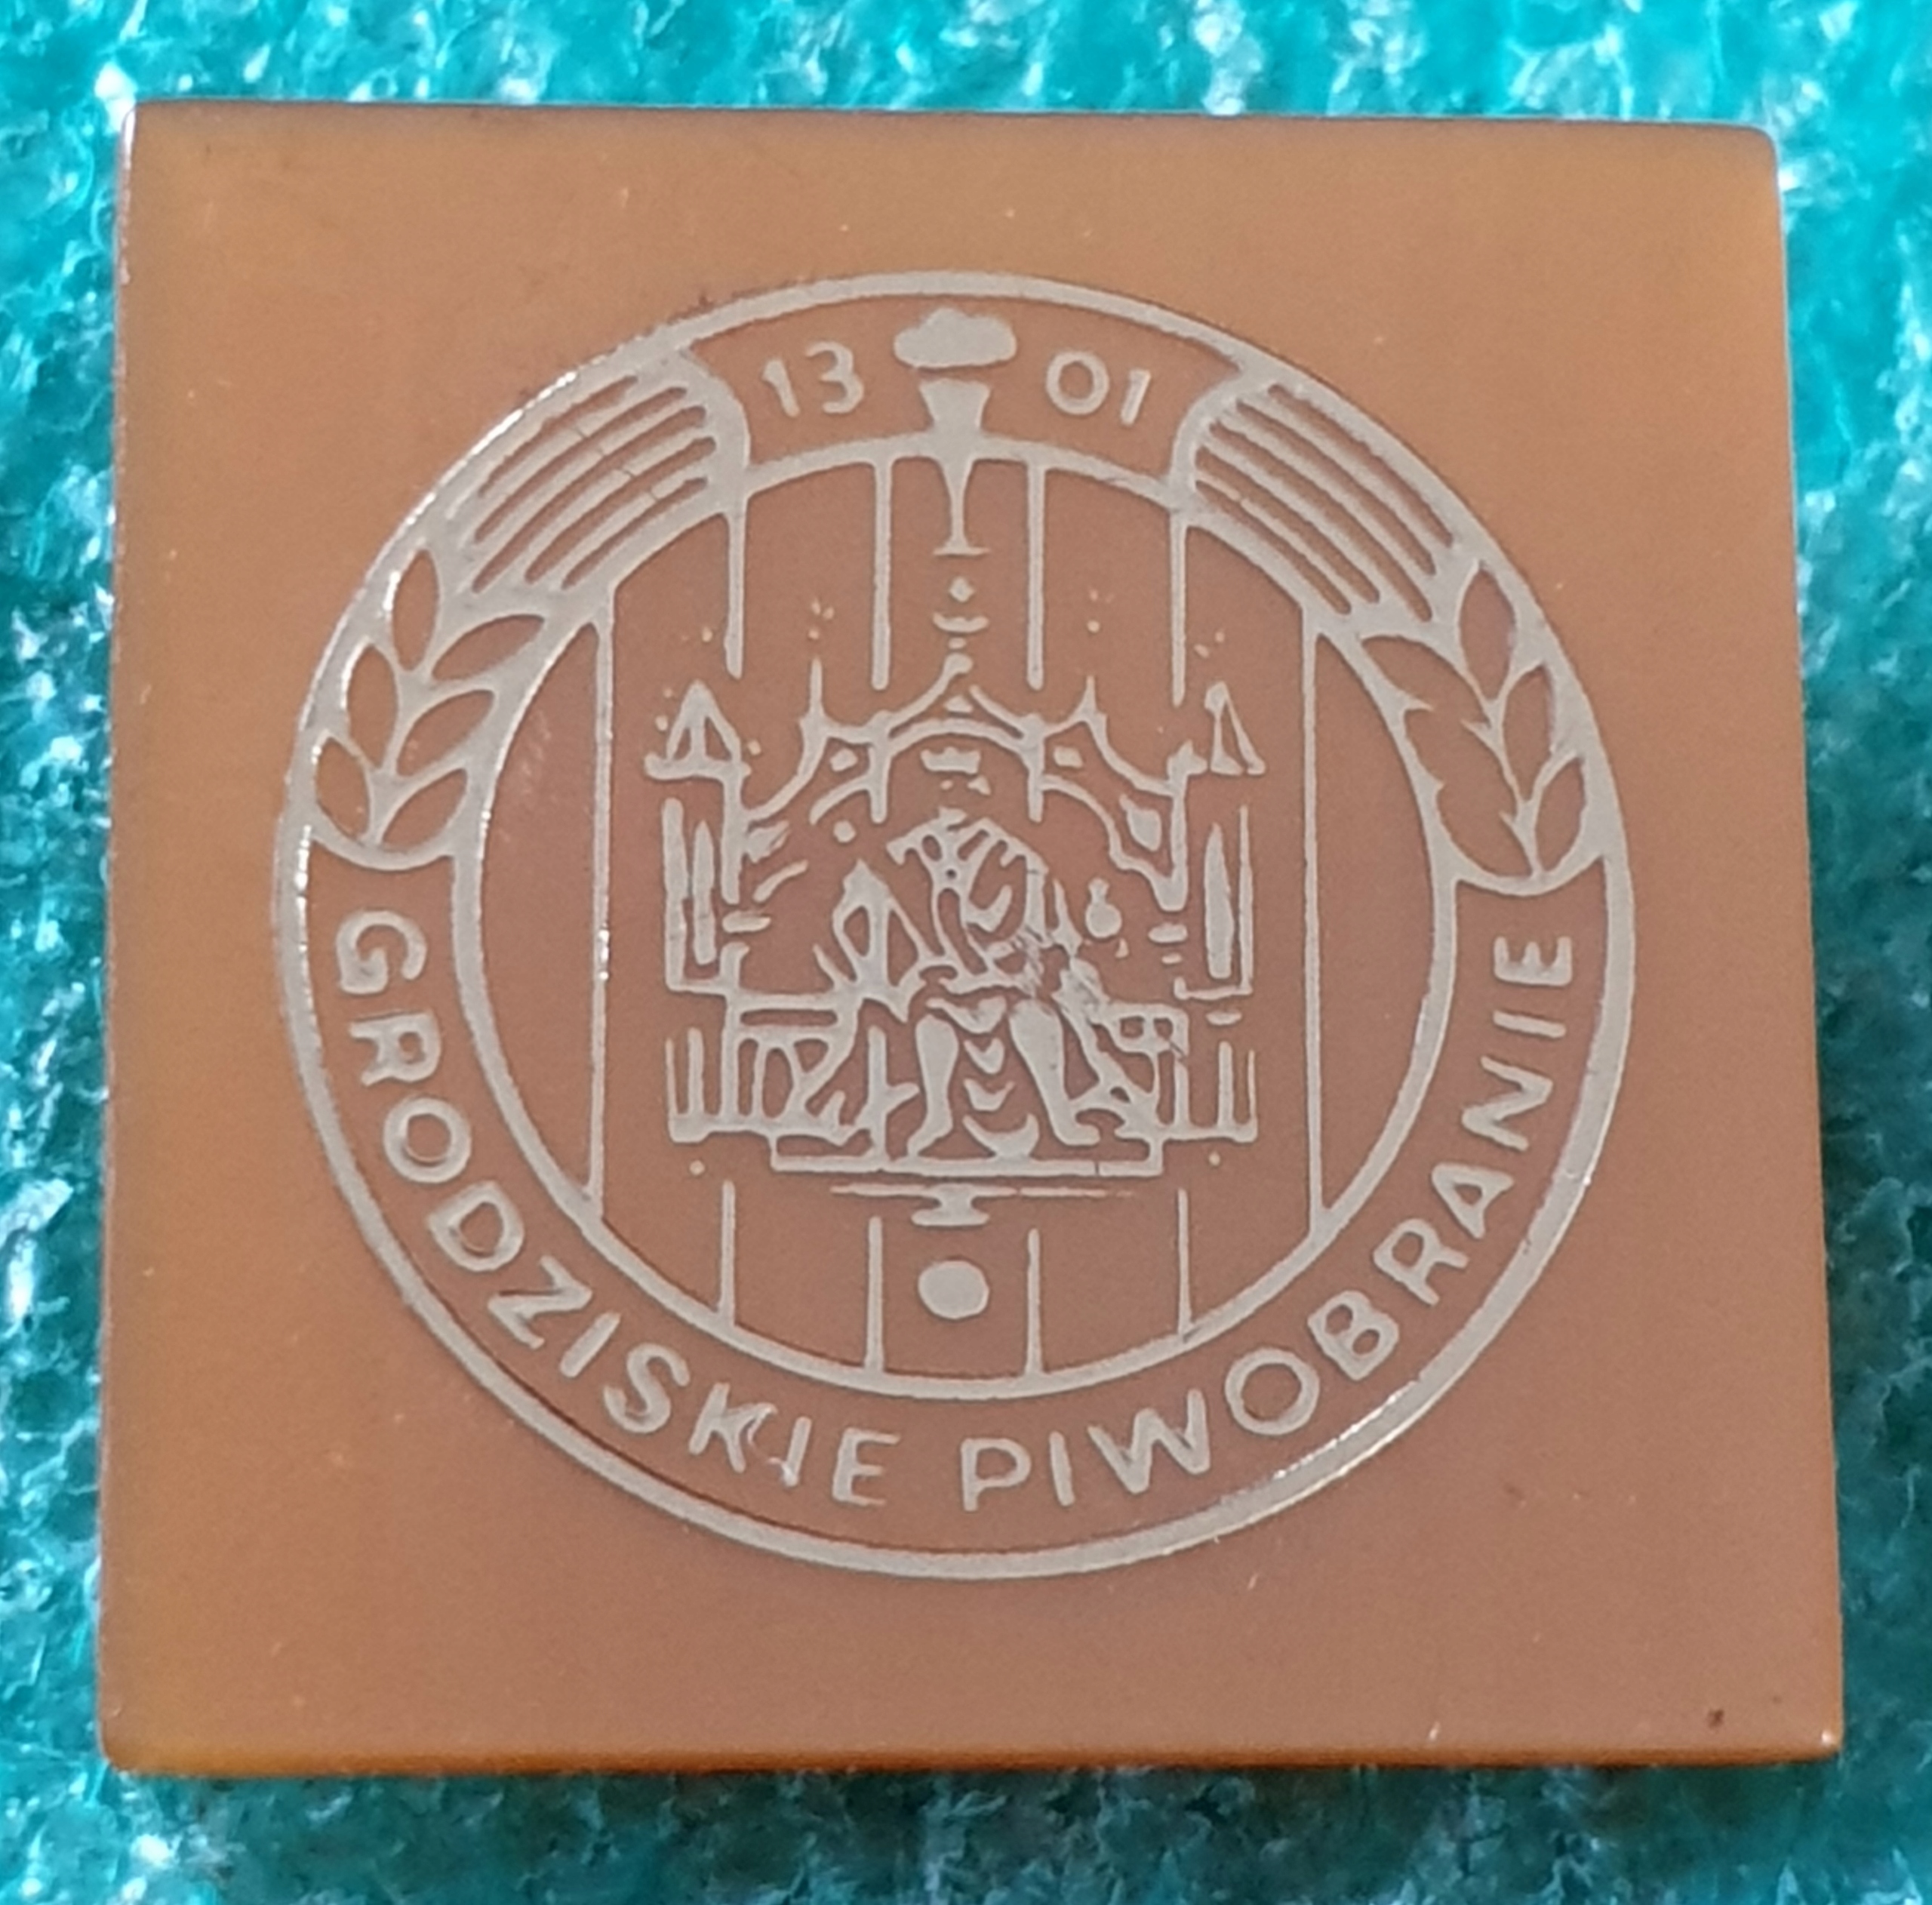 13 01
GRODZISKIE PIWOBRANIE